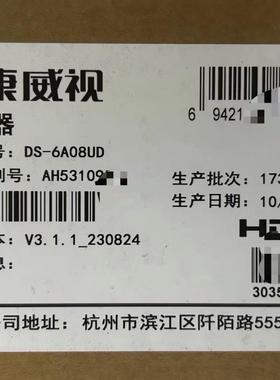 康威视
器
号: DS-6A08UD
列号: AH53109
本: V3.1.1_230824
息:
公司地址: 杭州市滨江区阡陌路555
6 9421
生产批次: 173
生产日期: 10/
3035